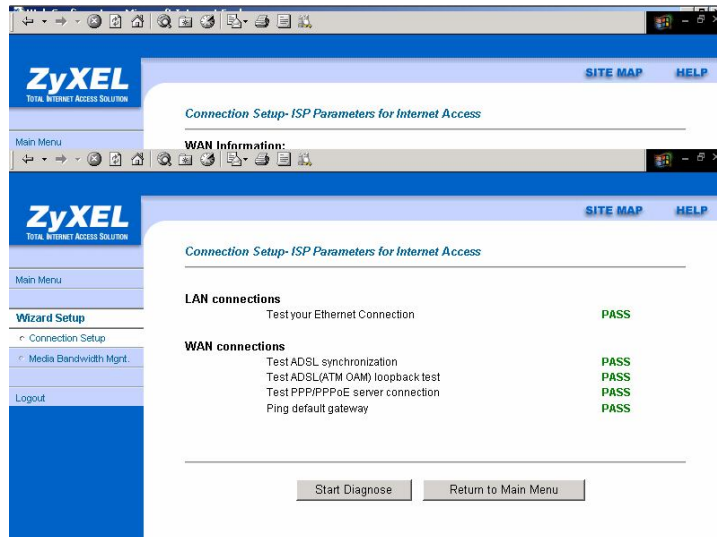 SITE MAP HELP
ZyXEL
TOTAL INTERNET ACCESS SOLUTION
Connection Setup- ISP Parameters for Internet Access
Main Menu
WAN Information:
SITE MAP HELP
ZyXEL
TOTAL INTERNET ACCESS SOLUTION
Connection Setup- ISP Parameters for Internet Access
Main Menu
LAN connections
Test your Ethernet Connection PASS
Wizard Setup
Connection Setup
Media Bandwidth Mgnt.
Logout
WAN connections
Test ADSL synchronization PASS
Test ADSL(ATM OAM) loopback test PASS
Test PPP/PPPoE server connection PASS
Ping default gateway PASS
Start Diagnose Return to Main Menu